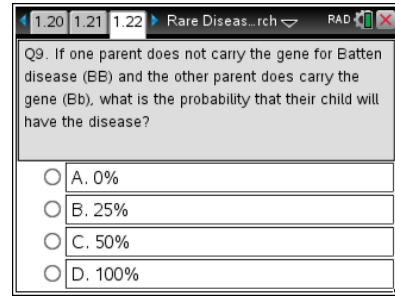 1.20 1.21 1.22 Rare Diseas...rch RAD
Q9. If one parent does not carry the gene for Batten
disease (BB) and the other parent does carry the
gene (Bb), what is the probability that their child will
have the disease?
A. 0%
B. 25%
C. 50%
D. 100%